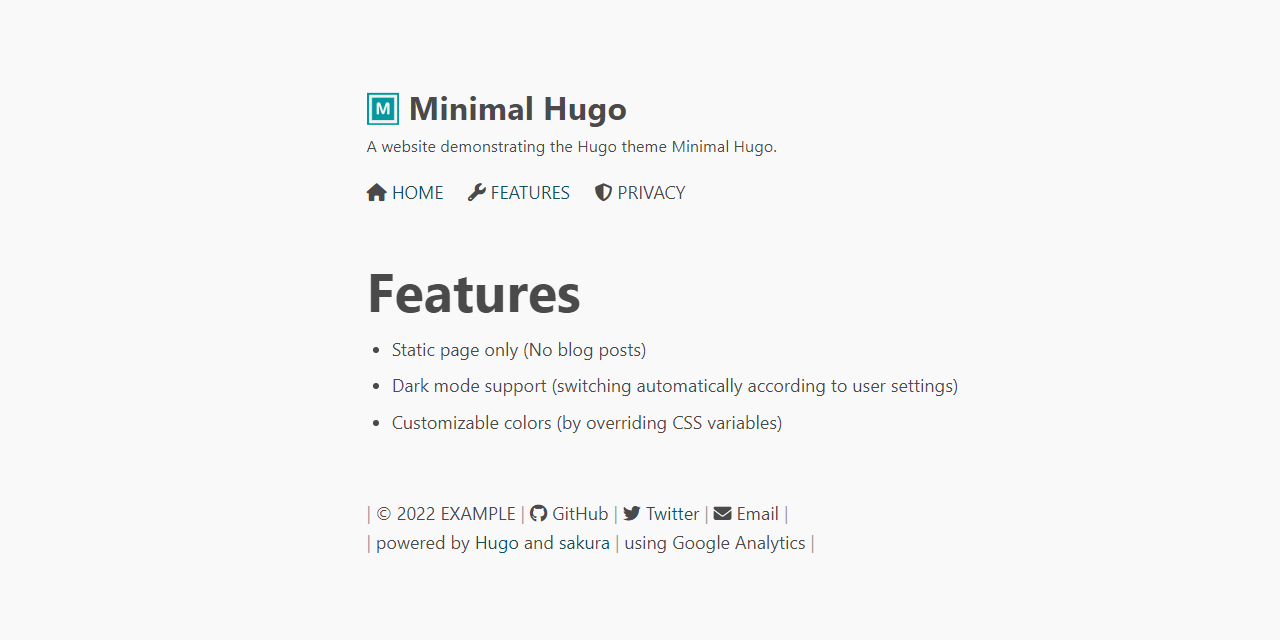 M Minimal Hugo
A website demonstrating the Hugo theme Minimal Hugo.
HOME FEATURES PRIVACY
Features
• Static page only (No blog posts)
• Dark mode support (switching automatically according to user settings)
• Customizable colors (by overriding CSS variables)
| © 2022 EXAMPLE | GitHub | Twitter | Email |
| powered by Hugo and sakura | using Google Analytics |